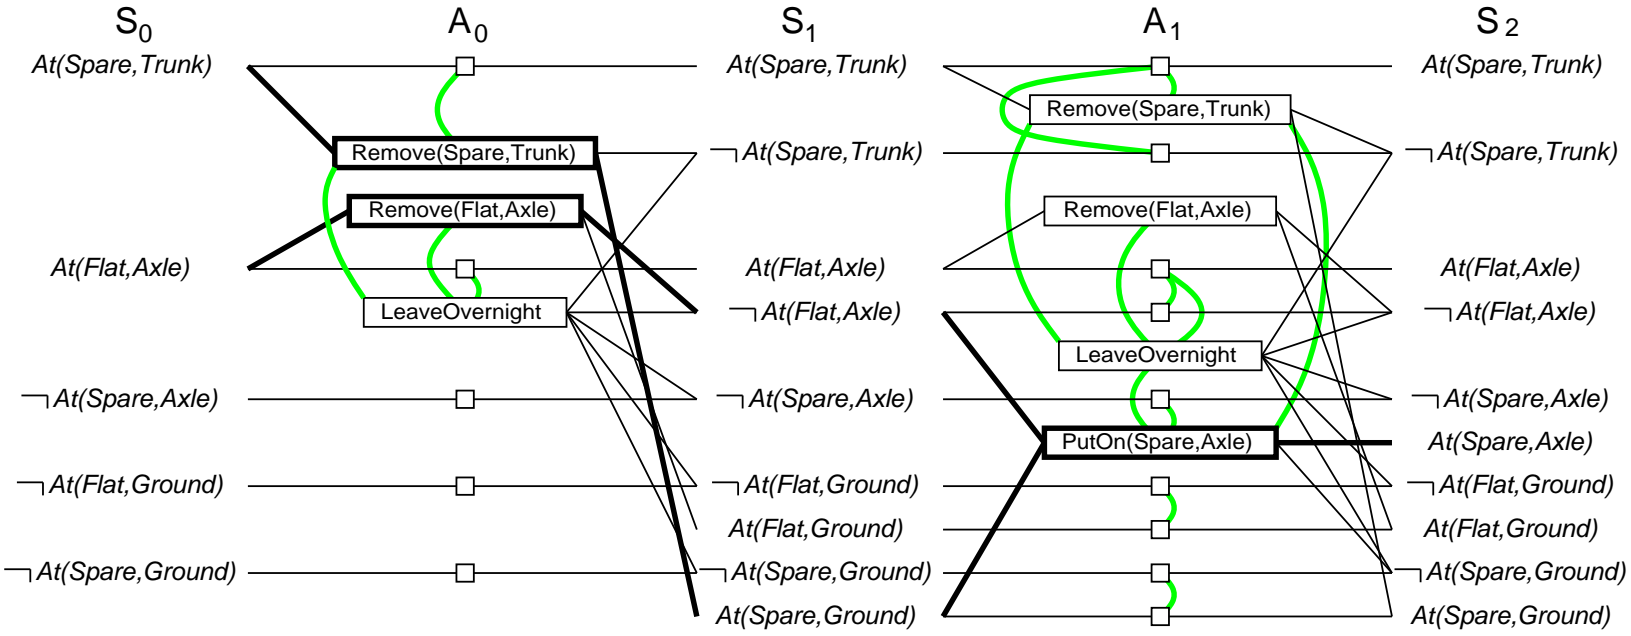 S0 A0 S1 A1 S2
At(Spare,Trunk) At(Spare,Trunk) At(Spare,Trunk)
Remove(Spare,Trunk)
Remove(Spare,Trunk) ¬At(Spare,Trunk) ¬At(Spare,Trunk)
Remove(Flat,Axle) Remove(Flat,Axle)
At(Flat,Axle) At(Flat,Axle) At(Flat,Axle)
LeaveOvernight ¬At(Flat,Axle) ¬At(Flat,Axle)
LeaveOvernight
¬At(Spare,Axle) ¬At(Spare,Axle) ¬At(Spare,Axle)
PutOn(Spare,Axle) At(Spare,Axle)
¬At(Flat,Ground) ¬At(Flat,Ground) ¬At(Flat,Ground)
At(Flat,Ground) At(Flat,Ground)
¬At(Spare,Ground) ¬At(Spare,Ground) ¬At(Spare,Ground)
At(Spare,Ground) At(Spare,Ground)